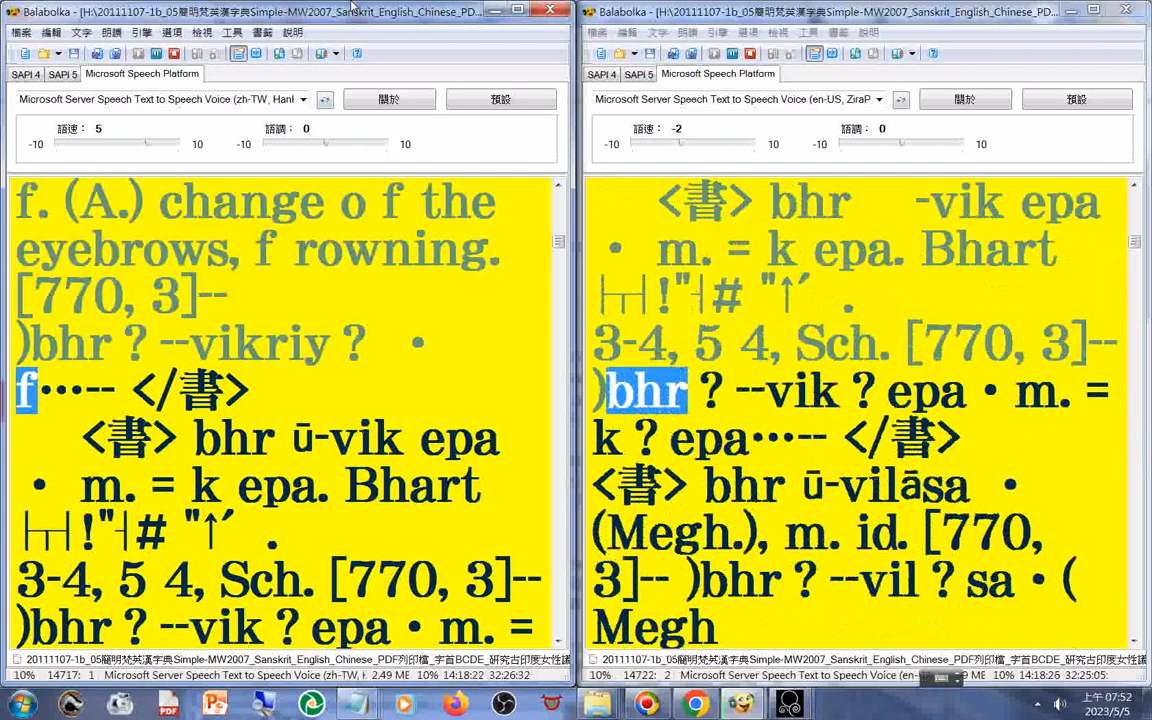 Balabolka - [H:\20111107-1b_05簡明梵英漢字典Simple-MW2007_Sanskrit_English_Chinese_PD...
檔案 編輯 文字 朗讀 引擎 選項 檢視 工具 書籤 說明
SAPI 4 SAPI 5 Microsoft Speech Platform
Microsoft Server Speech Text to Speech Voice (zh-TW, Hanl
關於 預設
語速： 5 語調： 0
-10 10 -10 10
f. (A.) change o f the
eyebrows, f rowning.
[770, 3]--
)bhr ? --vikriy ? •
f⋯-- </書>
<書> bhr ū-vik epa
• m. = k epa. Bhart
├┬┤!"┤# "↑´ .
3-4, 5 4, Sch. [770, 3]--
)bhr ? --vik ? epa • m. =
20111107-1b_05簡明梵英漢字典Simple-MW2007_Sanskrit_English_Chinese_PDF列印檔_字首BCDE_研究古印度女性議
10% 14717: 1 Microsoft Server Speech Text to Speech Voice (zh-TW, H 2.49 ME 10% 14:18:22 32:26:32
Balabolka - [H:\20111107-1b_05簡明梵英漢字典Simple-MW2007_Sanskrit_English_Chinese_PD...
檔案 編輯 文字 朗讀 引擎 選項 檢視 工具 書籤 說明
SAPI 4 SAPI 5 Microsoft Speech Platform
Microsoft Server Speech Text to Speech Voice (en-US, ZiraP
關於 預設
語速： -2 語調： 0
-10 10 -10 10
<書> bhr -vik epa
• m. = k epa. Bhart
├┬┤!"┤# "↑´ .
3-4, 5 4, Sch. [770, 3]--
)bhr ? --vik ? epa • m. =
k ? epa⋯-- </書>
<書> bhr ū-vilāsa •
(Megh.), m. id. [770,
3]-- )bhr ? --vil ? sa • (
Megh
20111107-1b_05簡明梵英漢字典Simple-MW2007_Sanskrit_English_Chinese_PDF列印檔_字首BCDE_研究古印度女性議
10% 14722: 2 Microsoft Server Speech Text to Speech Voice (en-US, Z ME 10% 14:18:26 32:25:05:
PDF
上午 07:52
2023/5/5